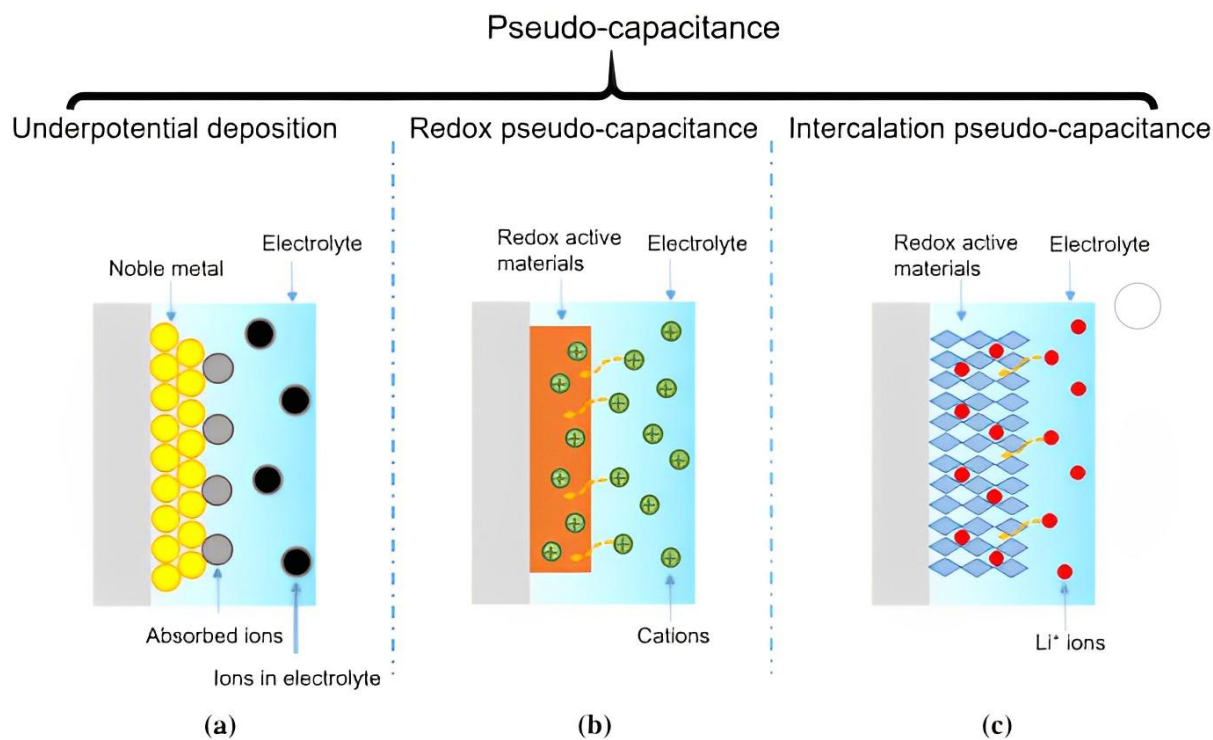 Pseudo-capacitance
Underpotential deposition
Redox pseudo-capacitance
Intercalation pseudo-capacitance
Noble metal
Electrolyte
Absorbed ions
Ions in electrolyte
(a)
Redox active
materials
Electrolyte
Cations
(b)
Redox active
materials
Electrolyte
Li⁺ ions
(c)